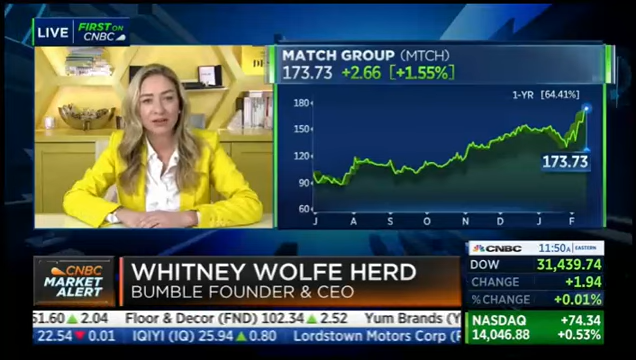 LIVE
FIRST ON
CNBC
MATCH GROUP (MTCH)
173.73 +2.66 [+1.55%]
1-YR [64.41%]
180
150
120
90
60
173.73
J A S O N D J F
CNBC
MARKET
ALERT
WHITNEY WOLFE HERD
BUMBLE FOUNDER & CEO
CNBC 11:50A EASTERN
DOW 31,439.74
CHANGE +1.94
% CHANGE +0.01%
NASDAQ +74.34
14,046.88 +0.53%
51.60 ▲ 2.04 Floor & Decor (FND) 102.34 ▲ 2.52 Yum Brands (Y
22.54 ▼ 0.01 IQIYI (IQ) 25.94 ▲ 0.80 Lordstown Motors Corp (